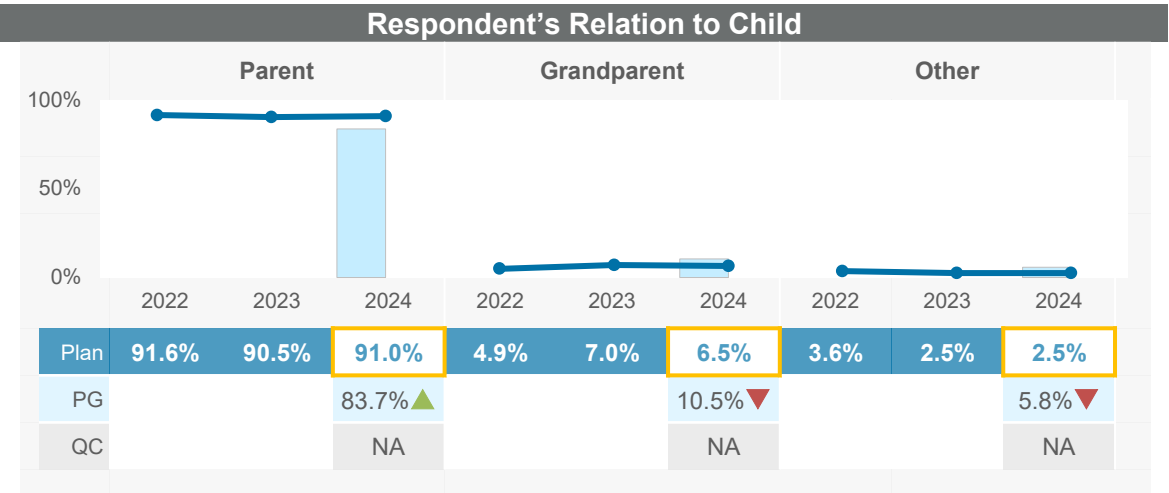 Respondent’s Relation to Child
Parent Grandparent Other
100%
50%
0%
2022 2023 2024 2022 2023 2024 2022 2023 2024
Plan 91.6% 90.5% 91.0% 4.9% 7.0% 6.5% 3.6% 2.5% 2.5%
PG 83.7% 10.5% 5.8%
QC NA NA NA